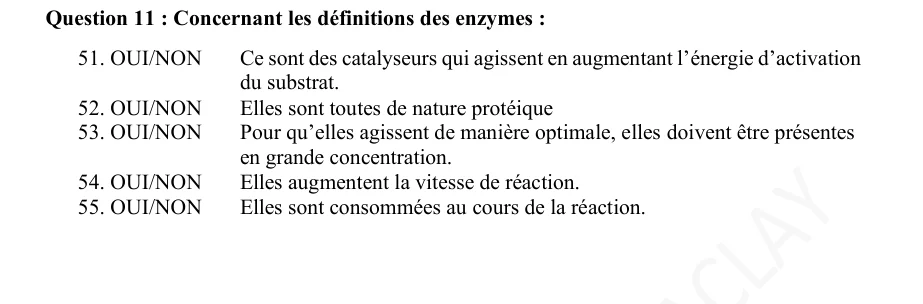 Question 11 : Concernant les définitions des enzymes :
51. OUI/NON Ce sont des catalyseurs qui agissent en augmentant l'énergie d'activation
du substrat.
52. OUI/NON Elles sont toutes de nature protéique
53. OUI/NON Pour qu'elles agissent de manière optimale, elles doivent être présentes
en grande concentration.
54. OUI/NON Elles augmentent la vitesse de réaction.
55. OUI/NON Elles sont consommées au cours de la réaction.
ACLAY